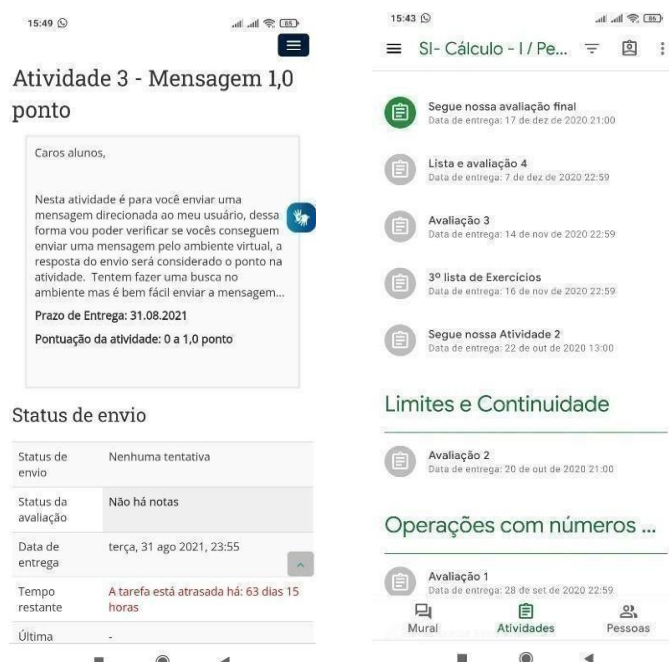 15:49
85
Atividade 3 - Mensagem 1,0
ponto
Caros alunos,
Nesta atividade é para você enviar uma
mensagem direcionada ao meu usuário, dessa
forma vou poder verificar se vocês conseguem
enviar uma mensagem pelo ambiente virtual, a
resposta do envio será considerado o ponto na
atividade. Tentem fazer uma busca no
ambiente mas é bem fácil enviar a mensagem...
Prazo de Entrega: 31.08.2021
Pontuação da atividade: 0 a 1,0 ponto
Status de envio
Status de
envio
Nenhuma tentativa
Status da
avaliação
Não há notas
Data de
entrega
terça, 31 ago 2021, 23:55
Tempo
restante
A tarefa está atrasada há: 63 dias 15
horas
Última
-
15:43
86
SI- Cálculo - I / Pe...
Segue nossa avaliação final
Data de entrega: 17 de dez de 2020 21:00
Lista e avaliação 4
Data de entrega: 7 de dez de 2020 22:59
Avaliação 3
Data de entrega: 14 de nov de 2020 22:59
3º lista de Exercícios
Data de entrega: 16 de nov de 2020 22:59
Segue nossa Atividade 2
Data de entrega: 22 de out de 2020 13:00
Limites e Continuidade
Avaliação 2
Data de entrega: 20 de out de 2020 21:00
Operações com números ...
Avaliação 1
Data de entrega: 28 de set de 2020 22:59
Mural
Atividades
Pessoas